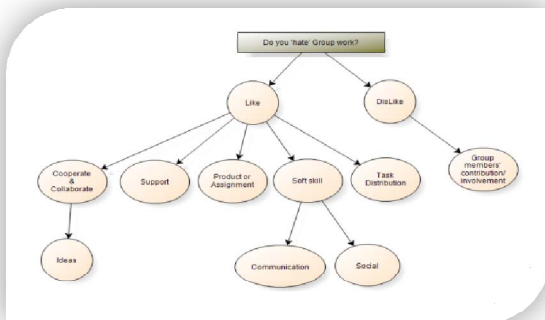 Do you 'hate' Group work?
Like
DisLike
Cooperate
&
Collaborate
Support
Product or
Assignment
Soft skill
Task
Distribution
Group
members'
contribution/
involvement
Ideas
Communication
Social